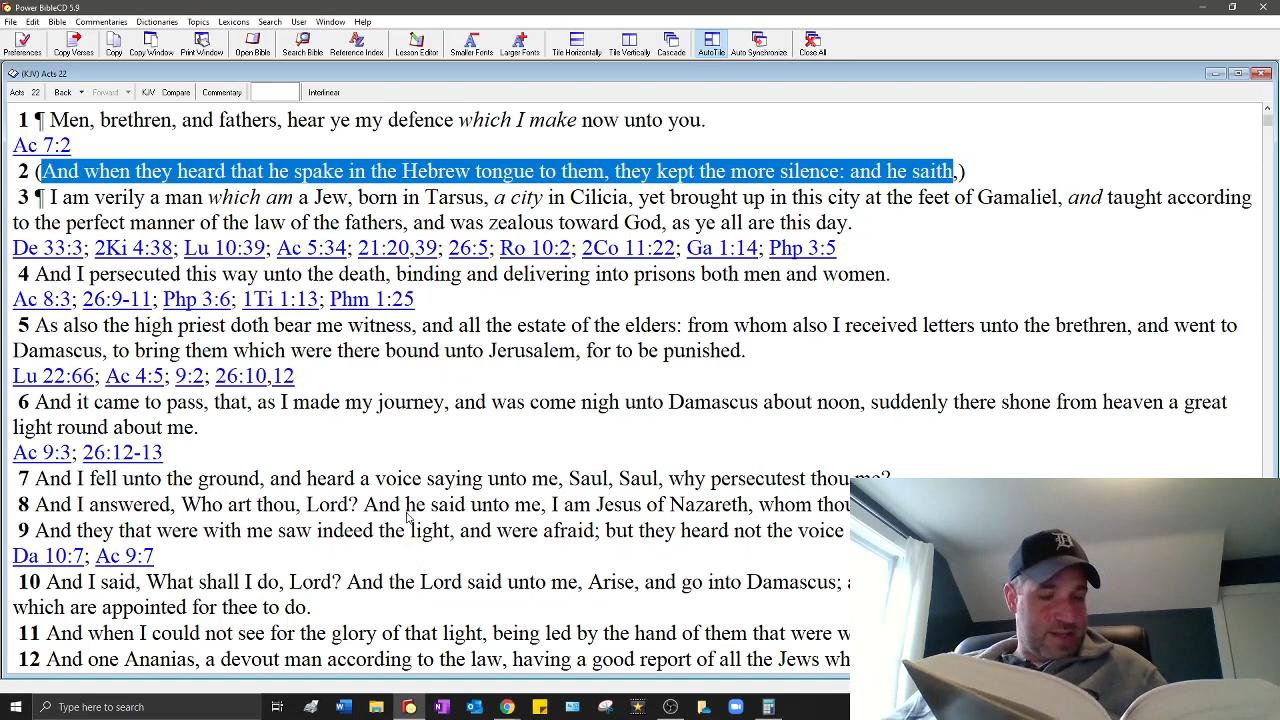 Power BibleCD 5.9
File Edit Bible Commentaries Dictionaries Topics Lexicons Search User Window Help
Preferences Copy Verses Copy Copy Window Print Window Open Bible Search Bible Reference Index Lesson Editor Smaller Fonts Larger Fonts Tile Horizontally Tile Vertically Cascade AutoTile Auto Synchronize Close All
(KJV) Acts 22
Acts 22 Back Forward KJV Compare Commentary Interlinear
1 ¶ Men, brethren, and fathers, hear ye my defence which I make now unto you.
Ac 7:2
2 (And when they heard that he spake in the Hebrew tongue to them, they kept the more silence: and he saith,)
3 ¶ I am verily a man which am a Jew, born in Tarsus, a city in Cilicia, yet brought up in this city at the feet of Gamaliel, and taught according
to the perfect manner of the law of the fathers, and was zealous toward God, as ye all are this day.
De 33:3; 2Ki 4:38; Lu 10:39; Ac 5:34; 21:20,39; 26:5; Ro 10:2; 2Co 11:22; Ga 1:14; Php 3:5
4 And I persecuted this way unto the death, binding and delivering into prisons both men and women.
Ac 8:3; 26:9-11; Php 3:6; 1Ti 1:13; Phm 1:25
5 As also the high priest doth bear me witness, and all the estate of the elders: from whom also I received letters unto the brethren, and went to
Damascus, to bring them which were there bound unto Jerusalem, for to be punished.
Lu 22:66; Ac 4:5; 9:2; 26:10,12
6 And it came to pass, that, as I made my journey, and was come nigh unto Damascus about noon, suddenly there shone from heaven a great
light round about me.
Ac 9:3; 26:12-13
7 And I fell unto the ground, and heard a voice saying unto me, Saul, Saul, why persecutest thou me?
8 And I answered, Who art thou, Lord? And he said unto me, I am Jesus of Nazareth, whom thou
9 And they that were with me saw indeed the light, and were afraid; but they heard not the voice
Da 10:7; Ac 9:7
10 And I said, What shall I do, Lord? And the Lord said unto me, Arise, and go into Damascus; a
which are appointed for thee to do.
11 And when I could not see for the glory of that light, being led by the hand of them that were w
12 And one Ananias, a devout man according to the law, having a good report of all the Jews wh
Type here to search